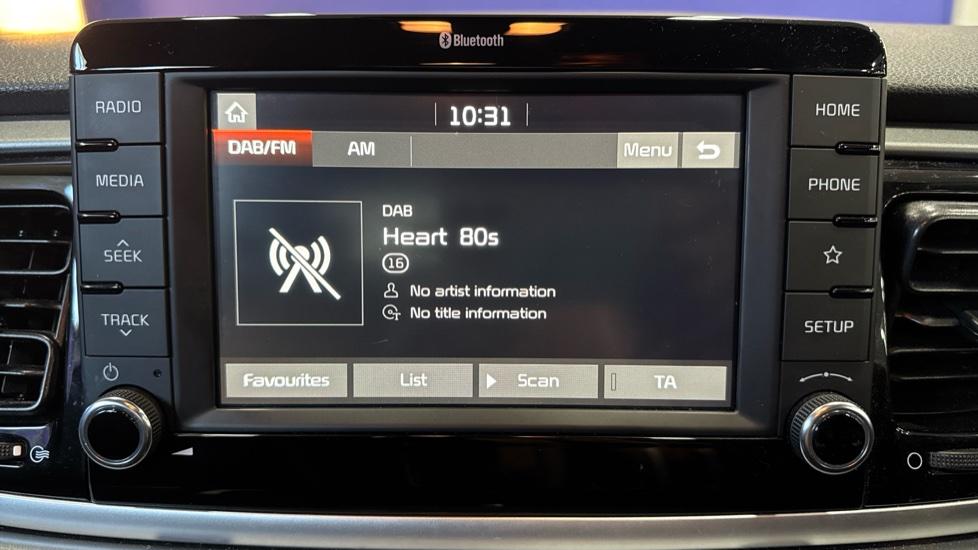 Bluetooth
RADIO
MEDIA
SEEK
TRACK
10:31
DAB/FM AM Menu
DAB
Heart 80s
16
No artist information
No title information
Favourites List Scan TA
HOME
PHONE
SETUP